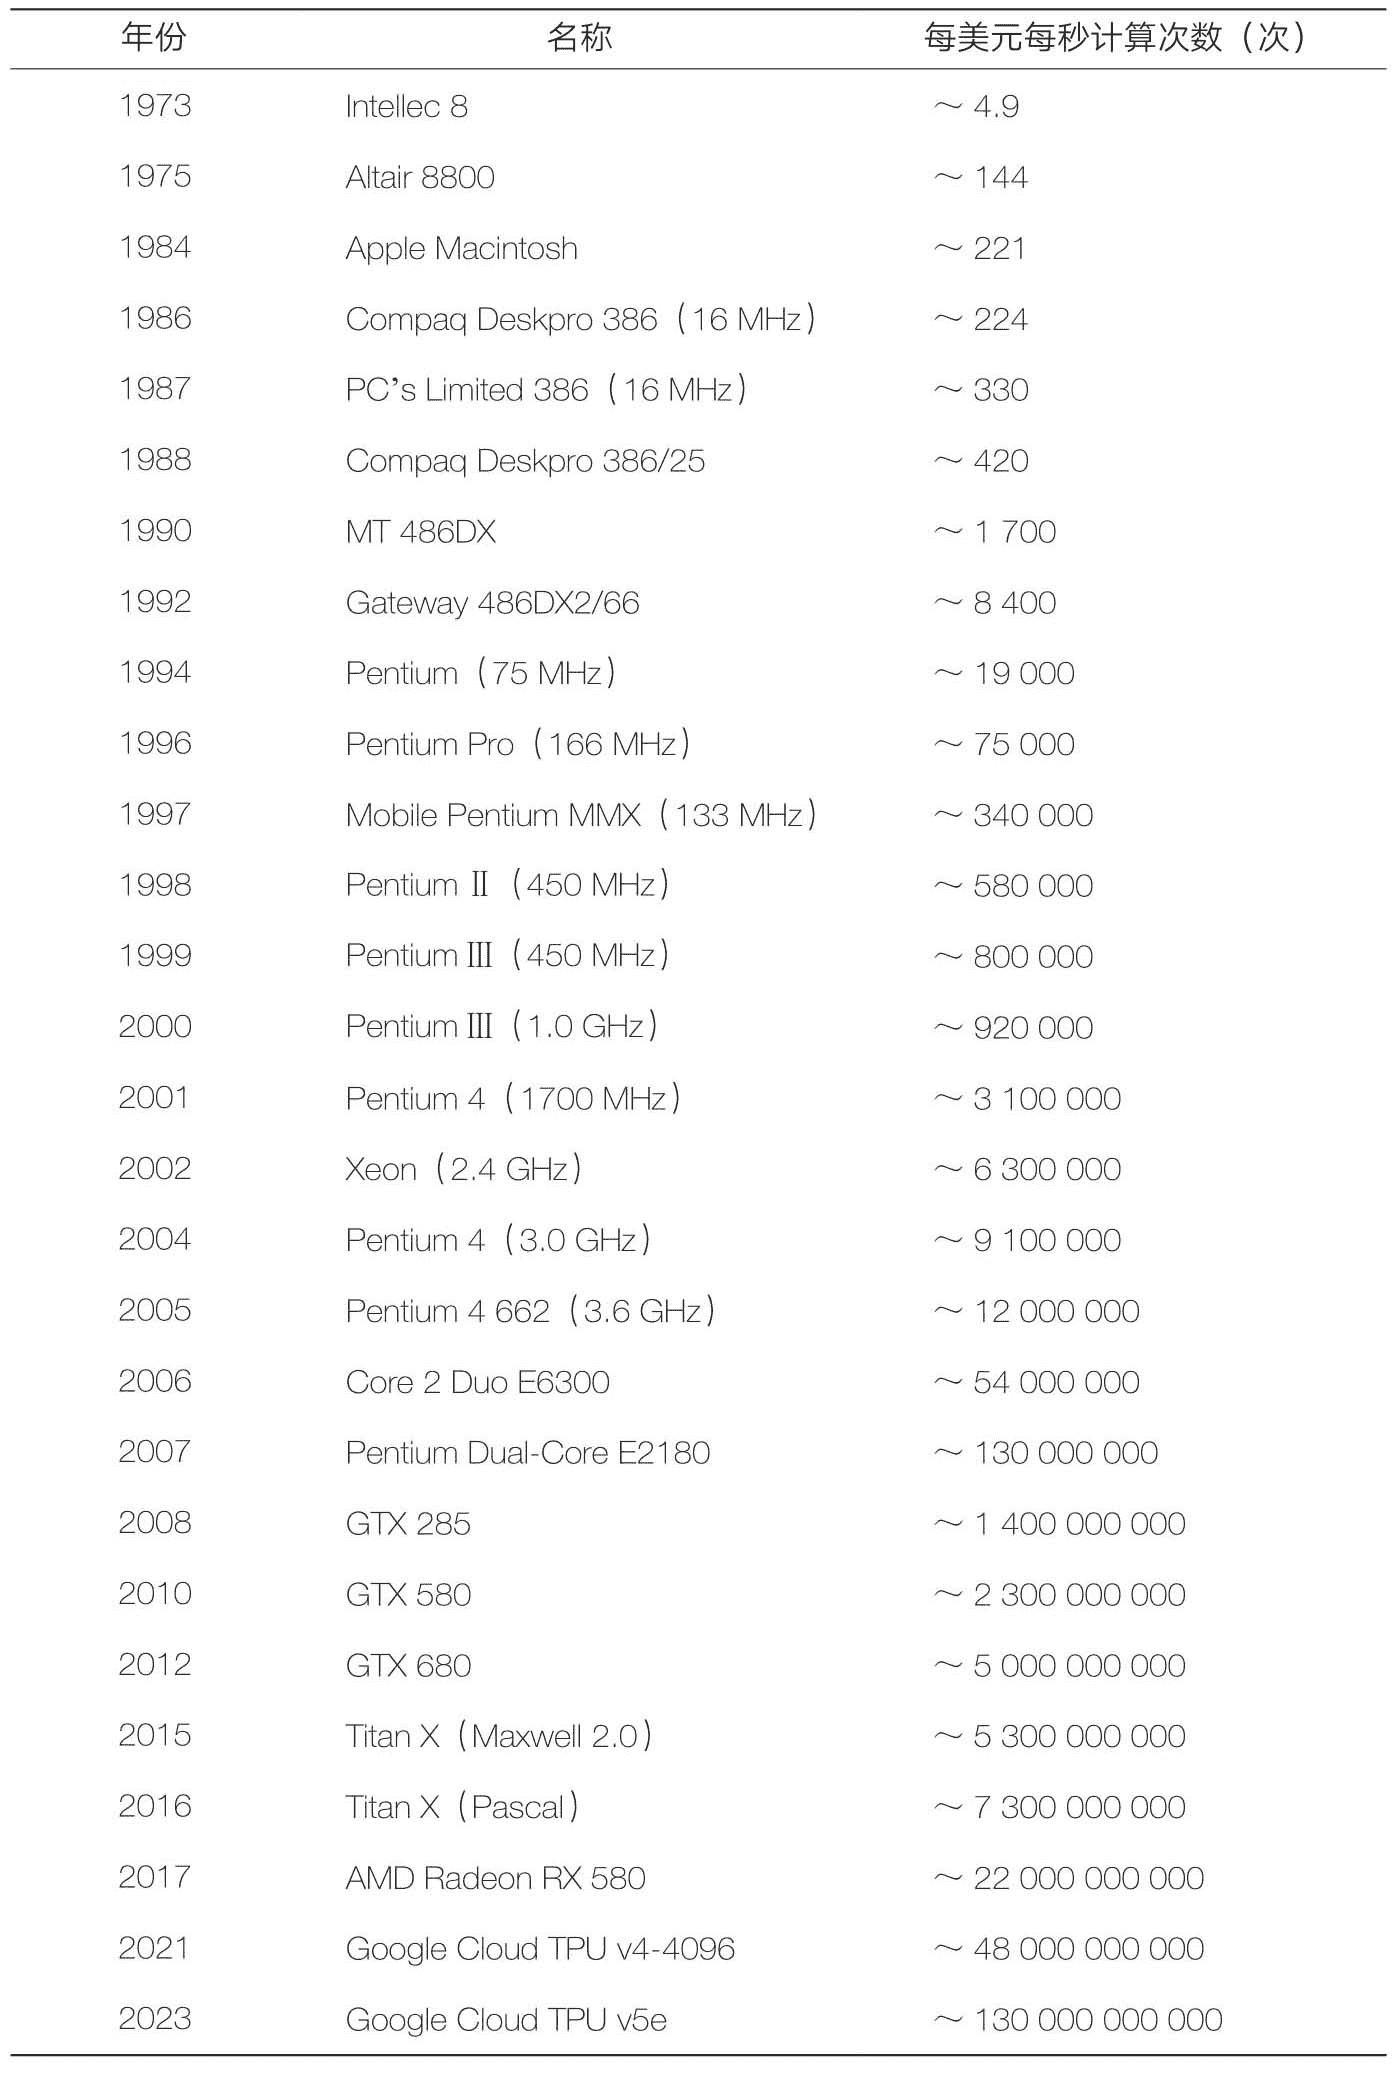 年份 名称 每美元每秒计算次数（次）
1973 Intellec 8 ～ 4.9
1975 Altair 8800 ～ 144
1984 Apple Macintosh ～ 221
1986 Compaq Deskpro 386（16 MHz） ～ 224
1987 PC’s Limited 386（16 MHz） ～ 330
1988 Compaq Deskpro 386/25 ～ 420
1990 MT 486DX ～ 1 700
1992 Gateway 486DX2/66 ～ 8 400
1994 Pentium（75 MHz） ～ 19 000
1996 Pentium Pro（166 MHz） ～ 75 000
1997 Mobile Pentium MMX（133 MHz） ～ 340 000
1998 Pentium Ⅱ（450 MHz） ～ 580 000
1999 Pentium Ⅲ（450 MHz） ～ 800 000
2000 Pentium Ⅲ（1.0 GHz） ～ 920 000
2001 Pentium 4（1700 MHz） ～ 3 100 000
2002 Xeon（2.4 GHz） ～ 6 300 000
2004 Pentium 4（3.0 GHz） ～ 9 100 000
2005 Pentium 4 662（3.6 GHz） ～ 12 000 000
2006 Core 2 Duo E6300 ～ 54 000 000
2007 Pentium Dual-Core E2180 ～ 130 000 000
2008 GTX 285 ～ 1 400 000 000
2010 GTX 580 ～ 2 300 000 000
2012 GTX 680 ～ 5 000 000 000
2015 Titan X（Maxwell 2.0） ～ 5 300 000 000
2016 Titan X（Pascal） ～ 7 300 000 000
2017 AMD Radeon RX 580 ～ 22 000 000 000
2021 Google Cloud TPU v4-4096 ～ 48 000 000 000
2023 Google Cloud TPU v5e ～ 130 000 000 000